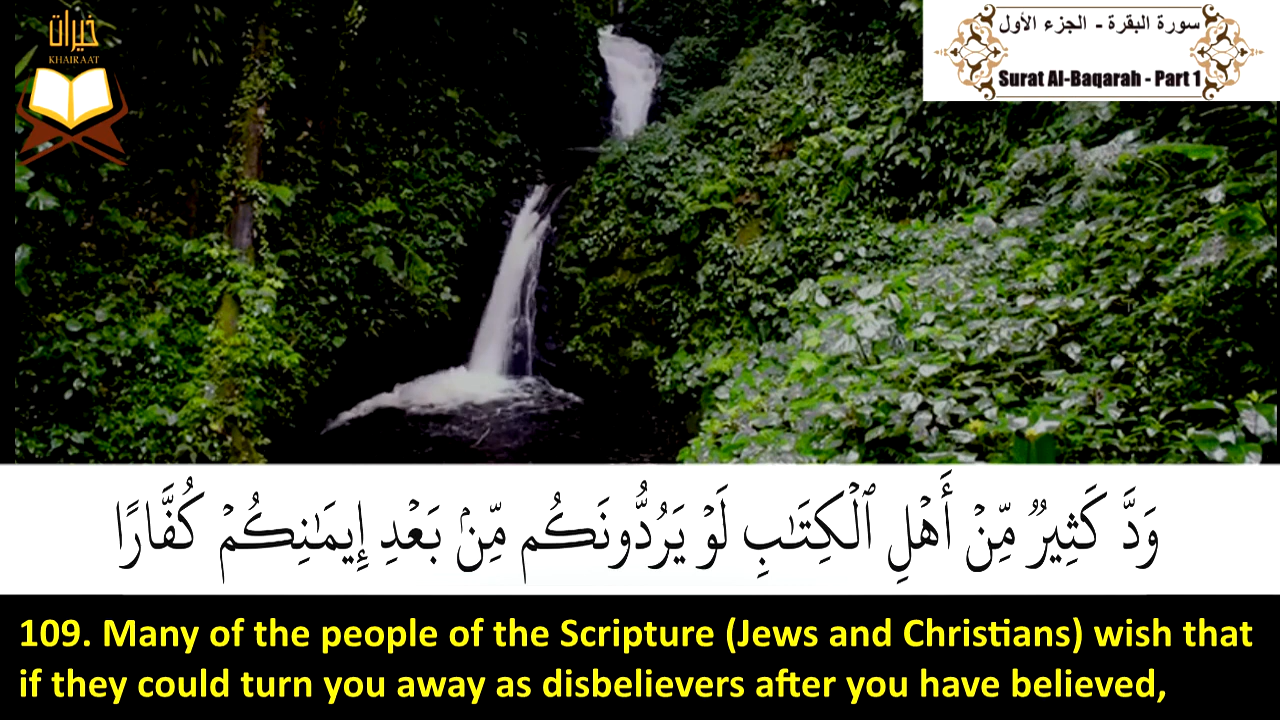 خيرات
KHAIRAAT
سورة البقرة - الجزء الأول
Surat Al-Baqarah - Part 1
وَدَّ كَثِيرٌ مِّنْ أَهْلِ ٱلْكِتَـٰبِ لَوْ يَرُدُّونَكُم مِّنۢ بَعْدِ إِيمَـٰنِكُمْ كُفَّارًا
109. Many of the people of the Scripture (Jews and Christians) wish that
if they could turn you away as disbelievers after you have believed,